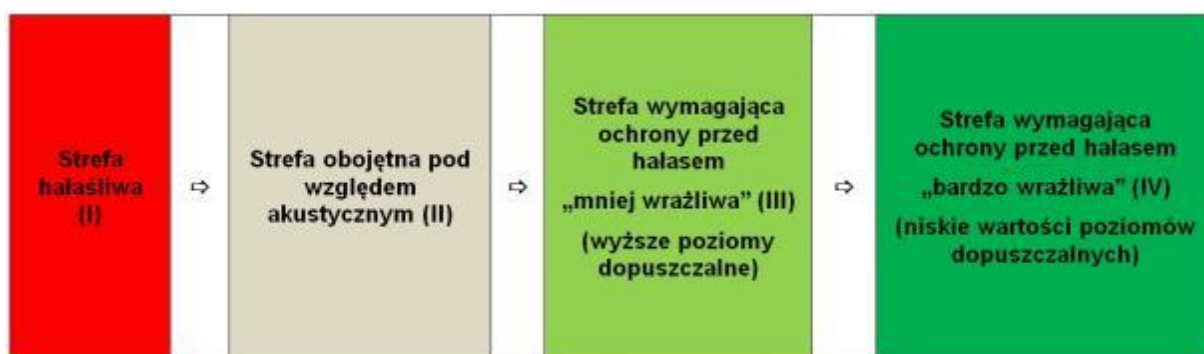 Strefa
hałaśliwa
(I)
⇨
Strefa obojętna pod
względem
akustycznym (II)
⇨
Strefa wymagająca
ochrony przed
hałasem
„mniej wrażliwa” (III)
(wyższe poziomy
dopuszczalne)
⇨
Strefa wymagająca
ochrony przed hałasem
„bardzo wrażliwa” (IV)
(niskie wartości poziomów
dopuszczalnych)